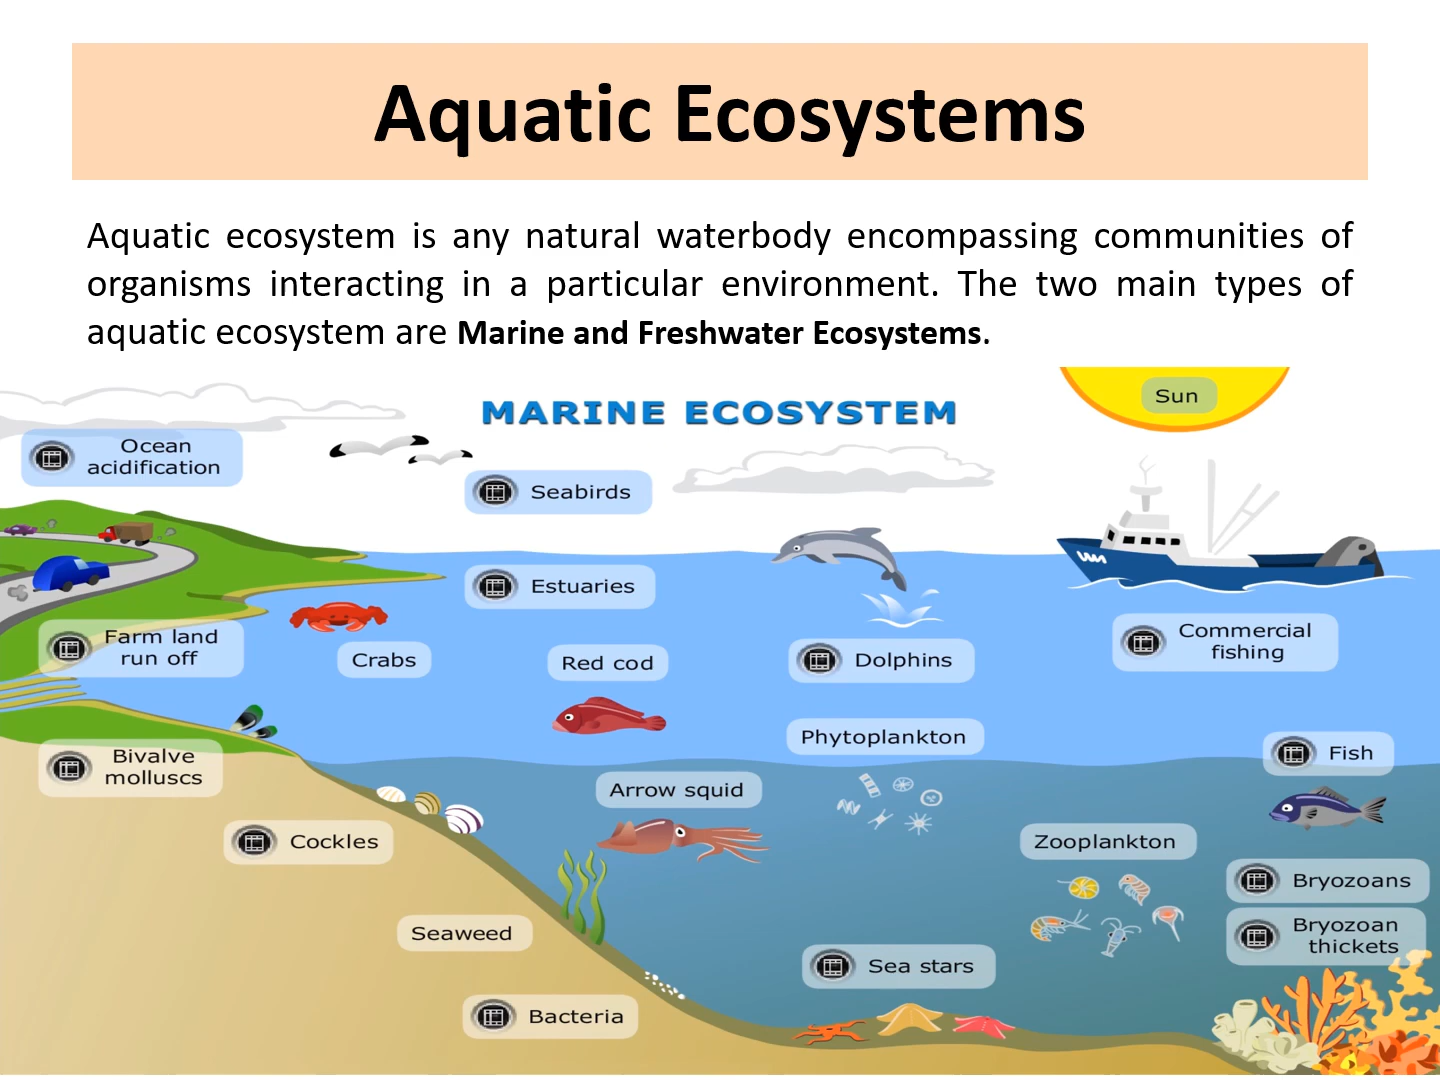 Aquatic Ecosystems
Aquatic ecosystem is any natural waterbody encompassing communities of
organisms interacting in a particular environment. The two main types of
aquatic ecosystem are Marine and Freshwater Ecosystems.
MARINE ECOSYSTEM
Sun
Ocean
acidification
Seabirds
Estuaries
Farm land
run off
Crabs
Red cod
Dolphins
Commercial
fishing
Phytoplankton
Fish
Bivalve
molluscs
Arrow squid
Cockles
Zooplankton
Bryozoans
Seaweed
Bryozoan
thickets
Sea stars
Bacteria